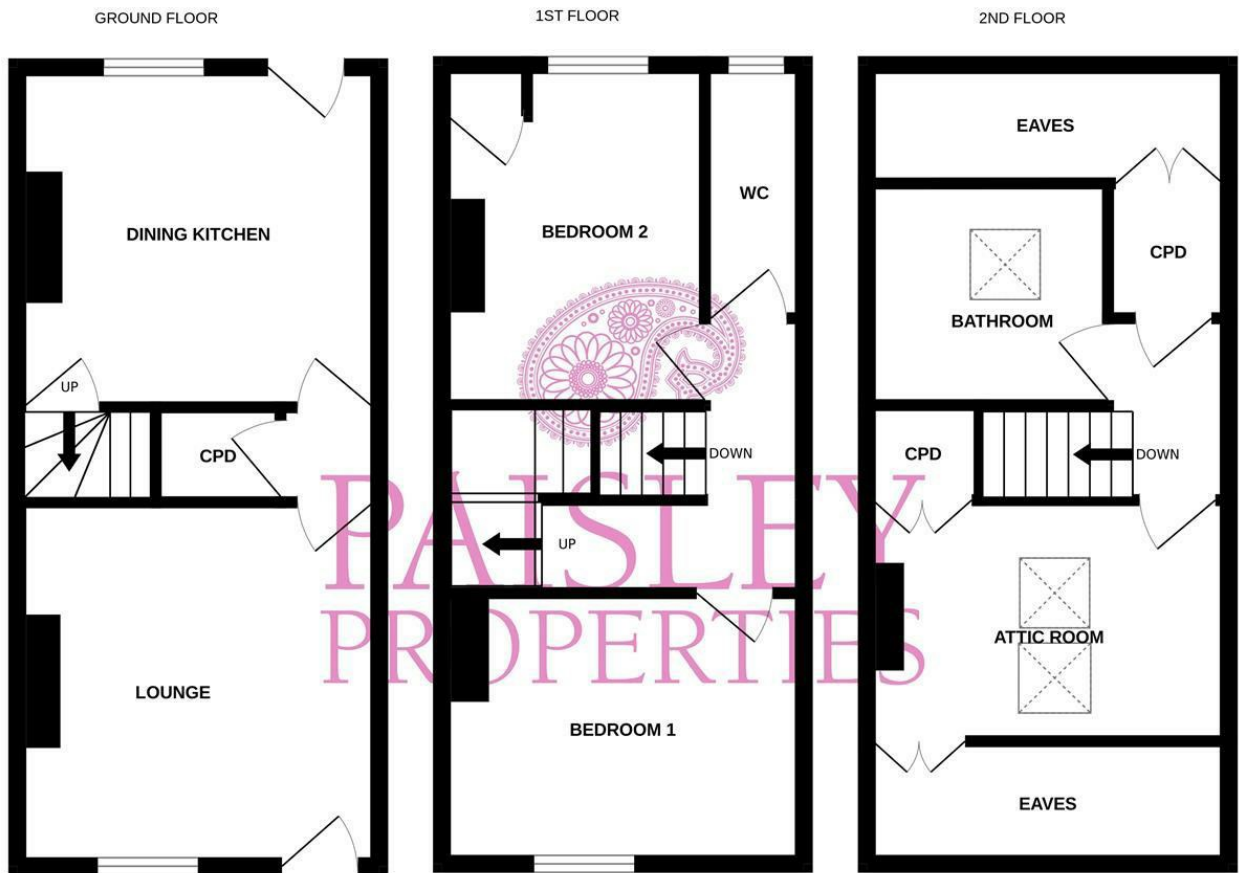 GROUND FLOOR
1ST FLOOR
2ND FLOOR
DINING KITCHEN
UP
CPD
LOUNGE
BEDROOM 2
WC
DOWN
UP
BEDROOM 1
EAVES
CPD
BATHROOM
CPD
DOWN
ATTIC ROOM
EAVES
PAISLEY
PROPERTIES